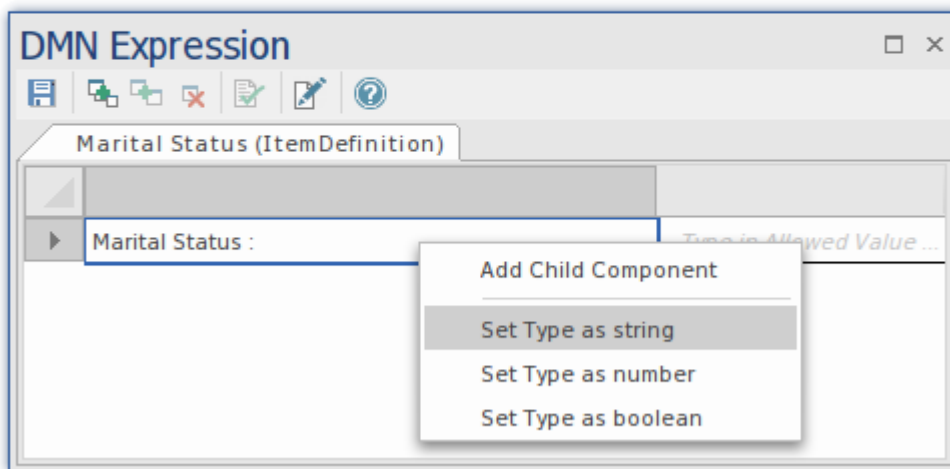 DMN Expression
Marital Status (ItemDefinition)
Marital Status :
Type in Allowed Value ...
Add Child Component
Set Type as string
Set Type as number
Set Type as boolean